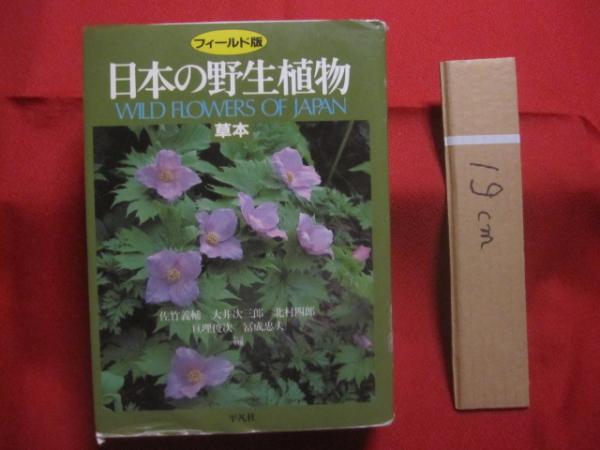 フィールド版
日本の野生植物
WILD FLOWERS OF JAPAN
草本
佐竹義輔 大井次三郎 北村四郎
亘理俊次 冨成忠夫
編
平凡社
19cm